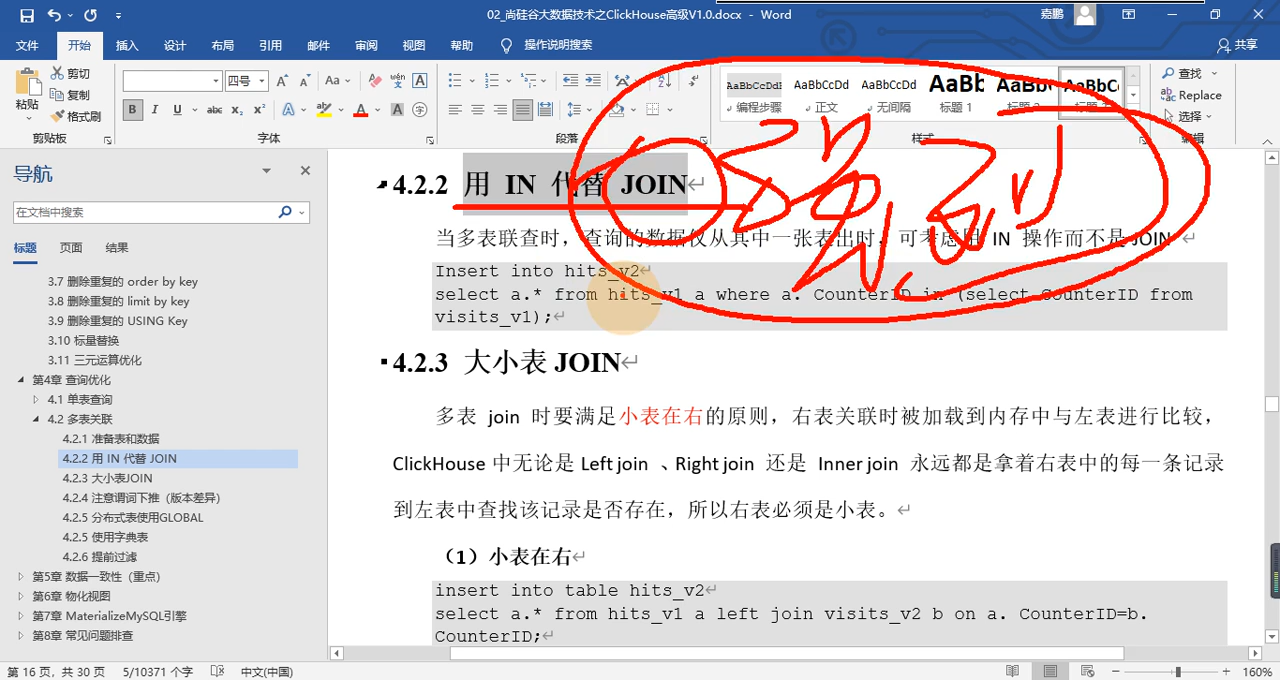 02_尚硅谷大数据技术之ClickHouse高级V1.0.docx - Word
嘉鹏
文件 开始 插入 设计 布局 引用 邮件 审阅 视图 帮助 操作说明搜索 共享
粘贴 剪切 复制 格式刷
四号
AaBbCcDdl AaBbCcDd AaBbCcDd AaBb AaBb AaBbC
编辑步骤 正文 无间隔 标题 1 标题 2
查找 Replace 选择
剪贴板 字体 段落 样式 编辑
导航
在文档中搜索
标题 页面 结果
3.7 删除重复的 order by key
3.8 删除重复的 limit by key
3.9 删除重复的 USING Key
3.10 标量替换
3.11 三元运算优化
第4章 查询优化
4.1 单表查询
4.2 多表关联
4.2.1 准备表和数据
4.2.2 用 IN 代替 JOIN
4.2.3 大小表JOIN
4.2.4 注意谓词下推（版本差异）
4.2.5 分布式表使用GLOBAL
4.2.5 使用字典表
4.2.6 提前过滤
第5章 数据一致性（重点）
第6章 物化视图
第7章 MaterializeMySQL引擎
第8章 常见问题排查
4.2.2 用 IN 代替 JOIN
当多表联查时，查询的数据仅从其中一张表出时，可考虑用 IN 操作而不是 JOIN
Insert into hits_v2
select a.* from hits_v1 a where a. CounterID in (select CounterID from
visits_v1);
4.2.3 大小表 JOIN
多表 join 时要满足小表在右的原则，右表关联时被加载到内存中与左表进行比较，
ClickHouse 中无论是 Left join 、Right join 还是 Inner join 永远都是拿着右表中的每一条记录
到左表中查找该记录是否存在，所以右表必须是小表。
（1）小表在右
insert into table hits_v2
select a.* from hits_v1 a left join visits_v2 b on a. CounterID=b.
CounterID;
第 16 页，共 30 页 5/10371 个字 中文(中国) 160%